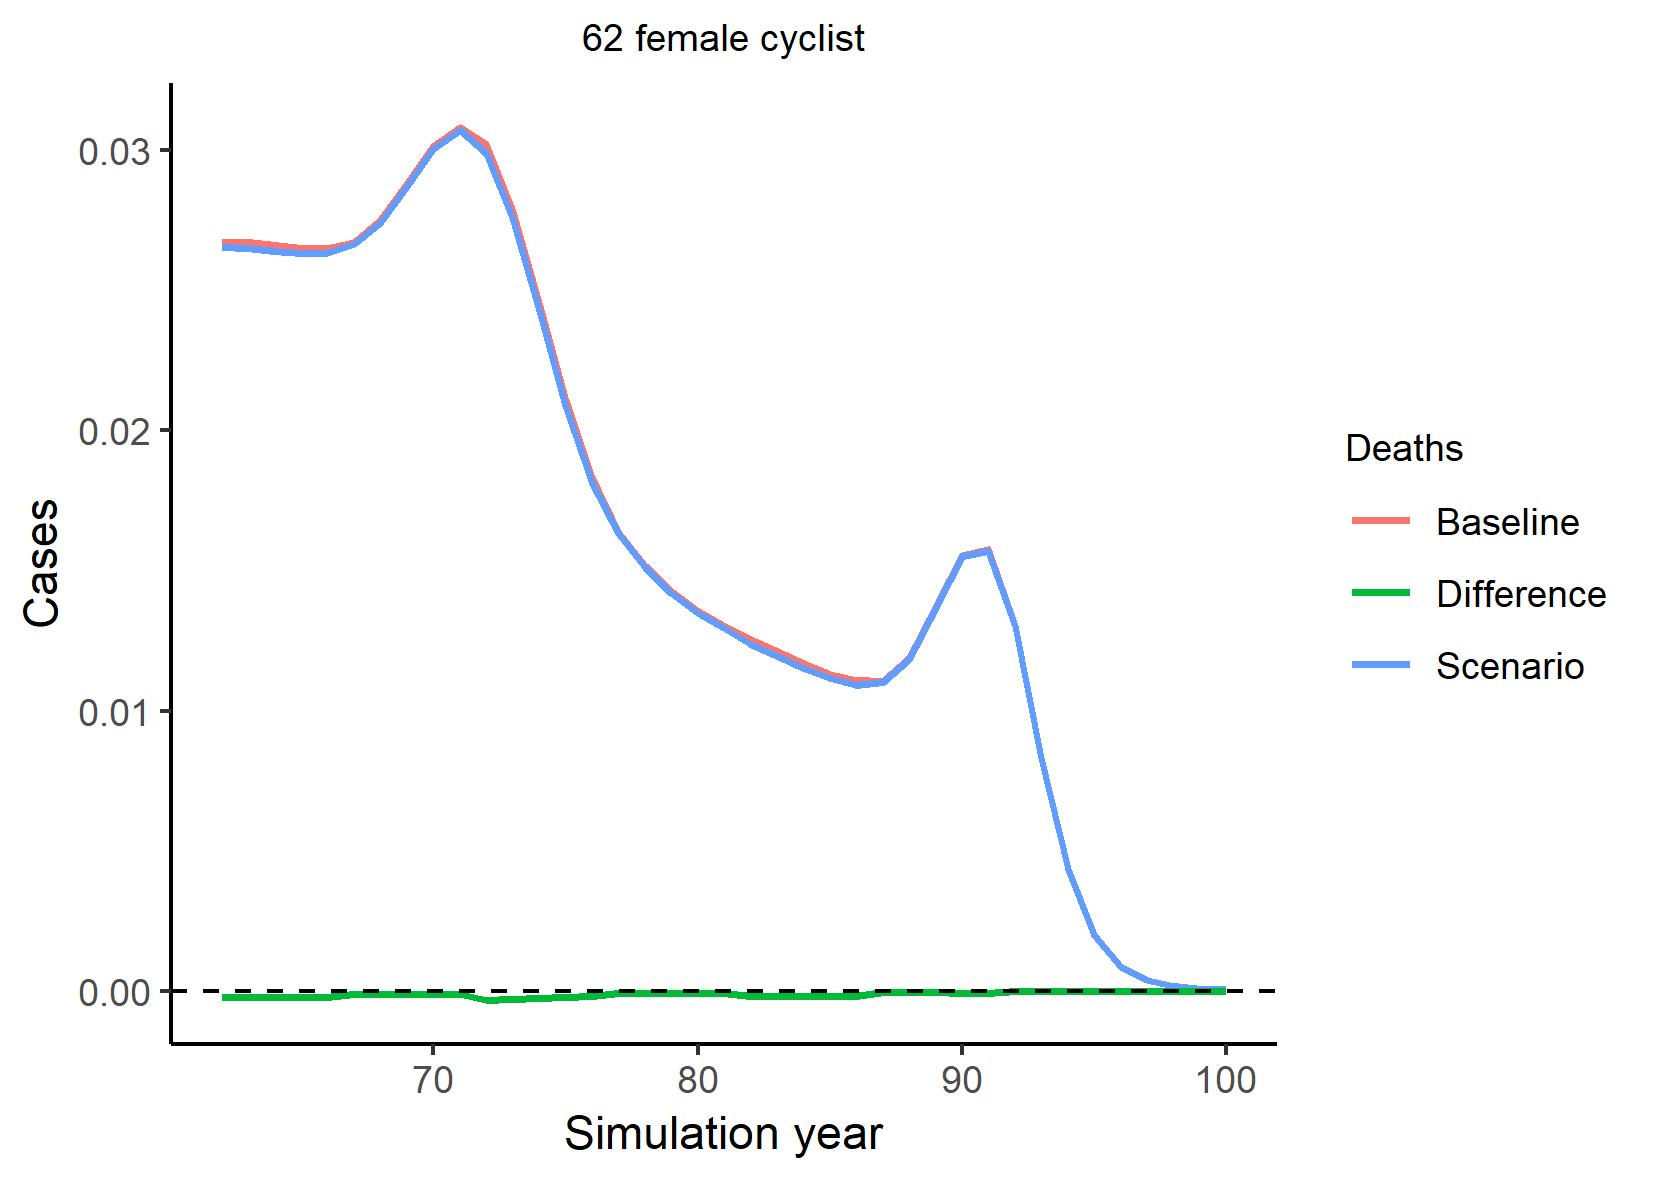 62 female cyclist
0.03
0.02
0.01
0.00
Cases
70 80 90 100
Simulation year
Deaths
Baseline
Difference
Scenario